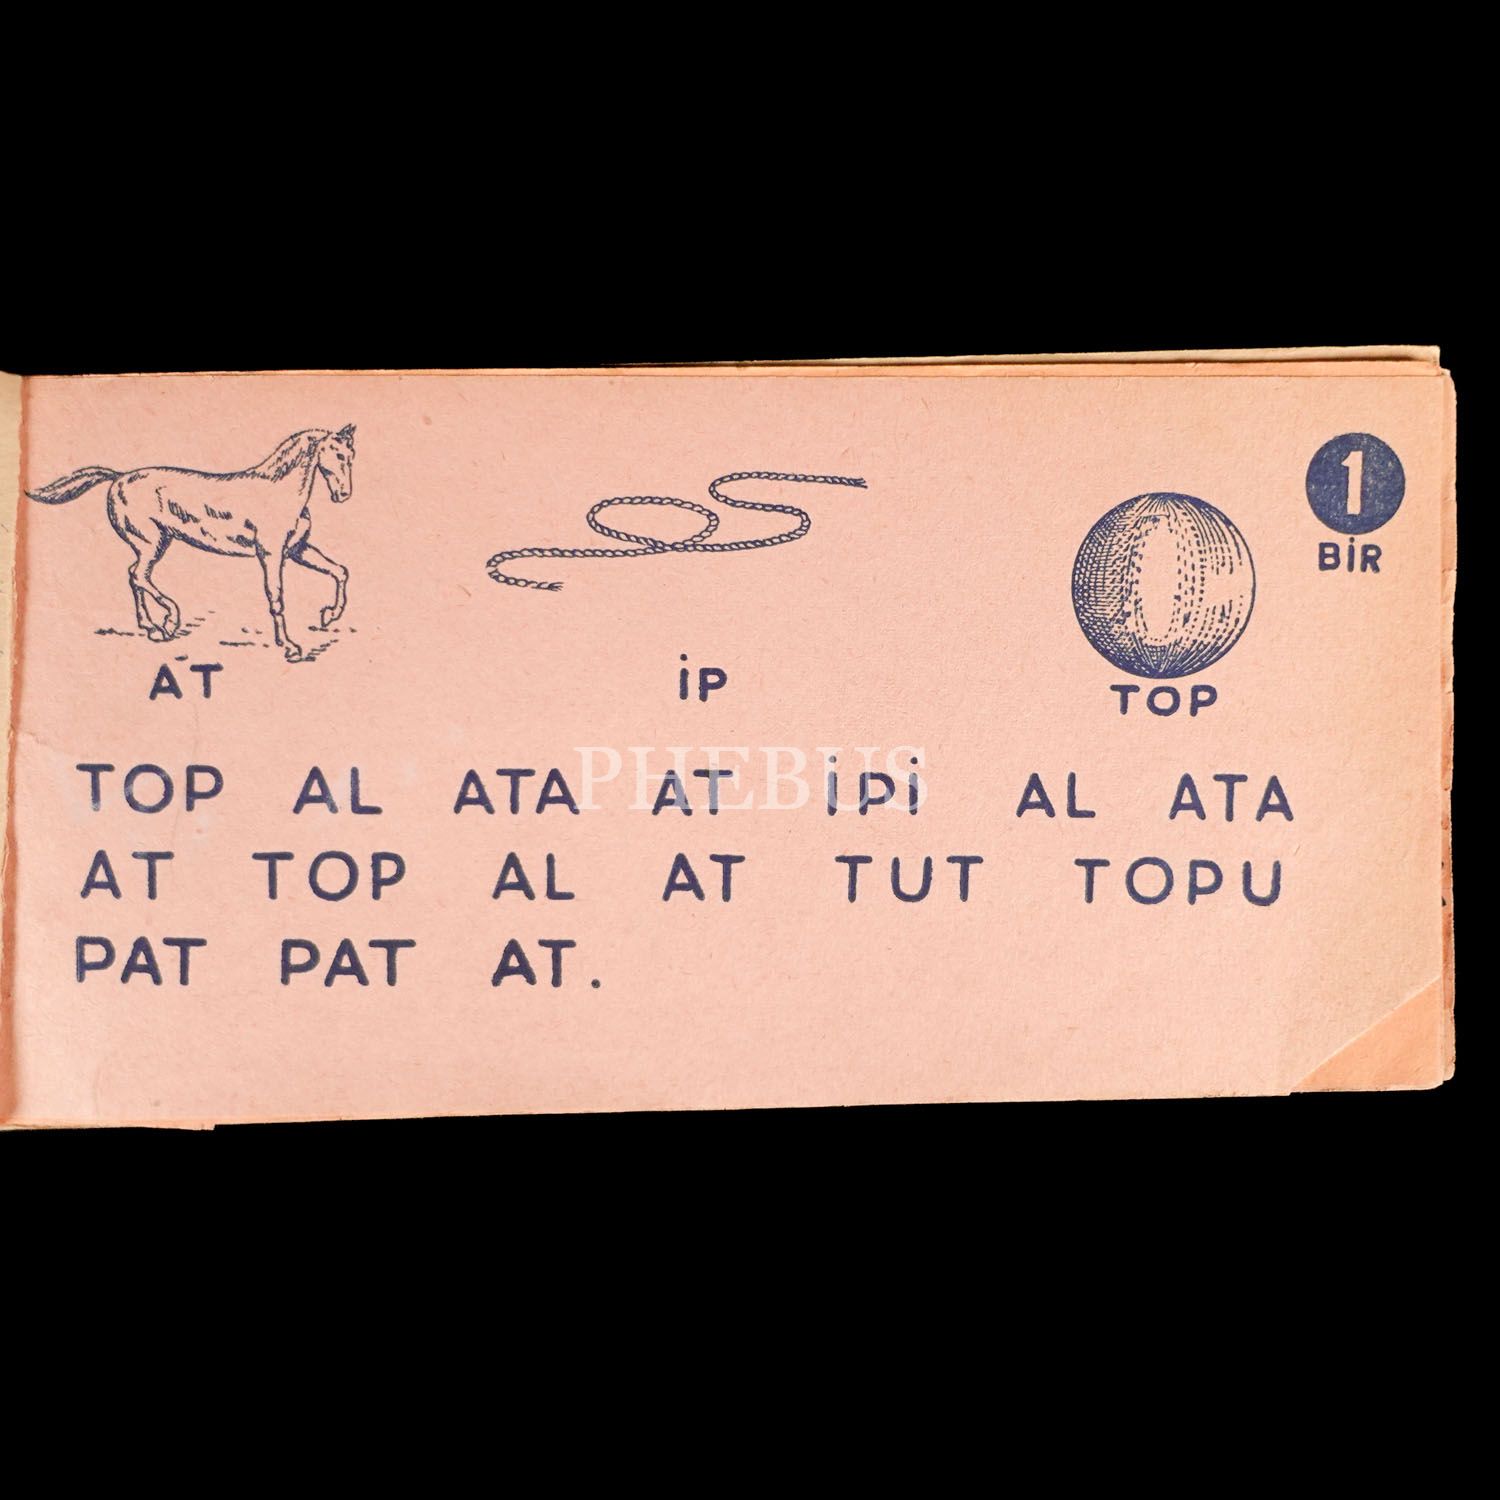 1
BİR
AT İP TOP
TOP AL ATA AT İPİ AL ATA
AT TOP AL AT TUT TOPU
PAT PAT AT.
PHEBUS